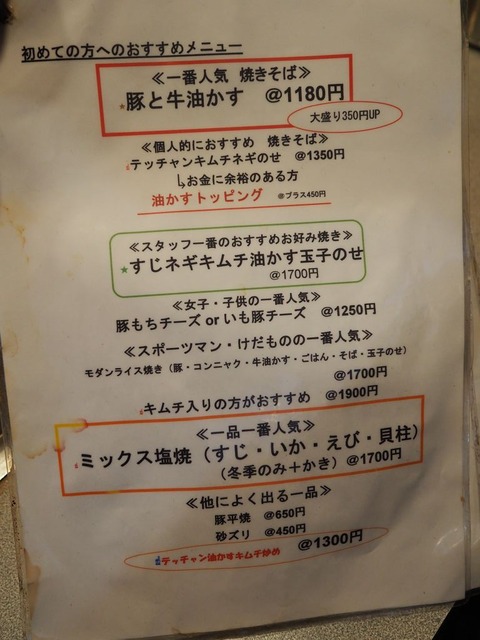 初めての方へのおすすめメニュー
≪一番人気 焼きそば≫
★豚と牛油かす @1180円
大盛り350円UP
≪個人的におすすめ 焼きそば≫
テッチャンキムチネギのせ @1350円
↳お金に余裕のある方
油かすトッピング @プラス450円
≪スタッフ一番のおすすめお好み焼き≫
★すじネギキムチ油かす玉子のせ
@1700円
≪女子・子供の一番人気≫
豚もちチーズ or いも豚チーズ @1250円
≪スポーツマン・けだものの一番人気≫
モダンライス焼き（豚・コンニャク・牛油かす・ごはん・そば・玉子のせ）
@1700円
キムチ入りの方がおすすめ @1900円
≪一品一番人気≫
ミックス塩焼（すじ・いか・えび・貝柱）
（冬季のみ＋かき）@1700円
≪他によく出る一品≫
豚平焼 @650円
砂ズリ @450円
テッチャン油かすキムチ炒め @1300円